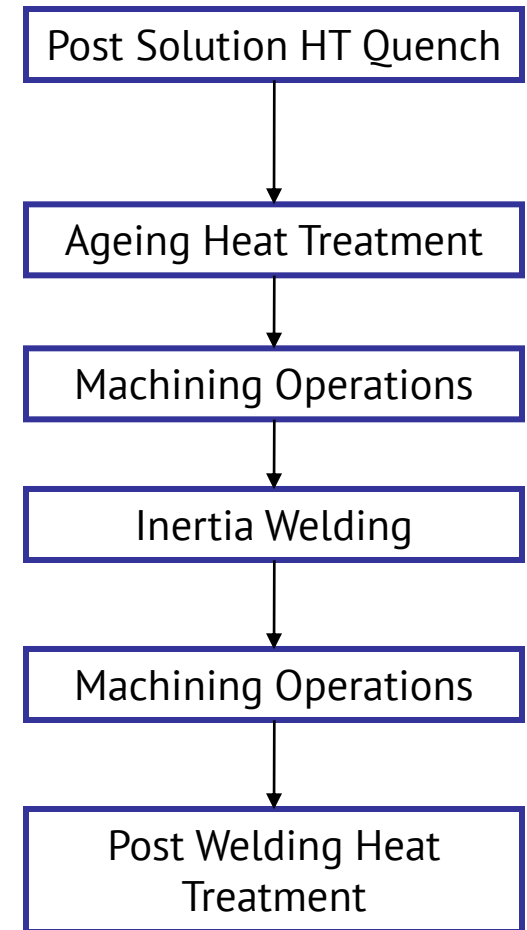 Post Solution HT Quench
Ageing Heat Treatment
Machining Operations
Inertia Welding
Machining Operations
Post Welding Heat
Treatment